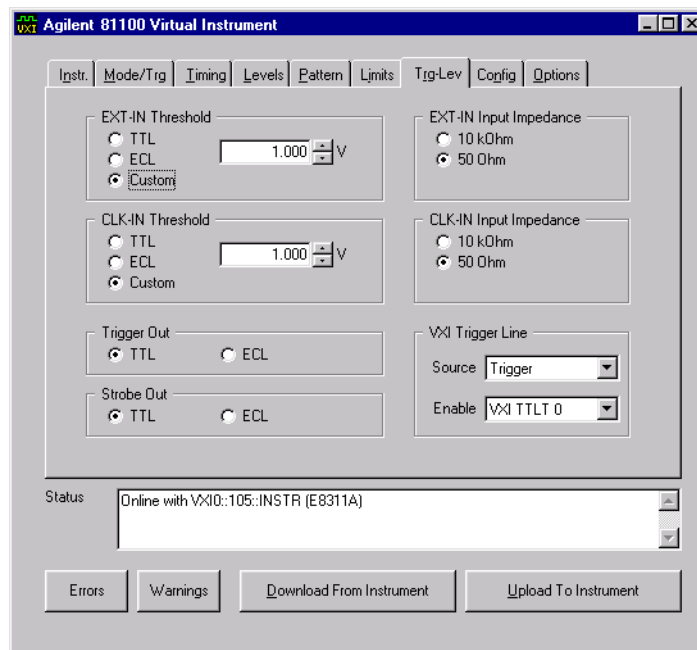 VXI Agilent 81100 Virtual Instrument
Instr. Mode/Trg Timing Levels Pattern Limits Trg-Lev Config Options
EXT-IN Threshold
TTL
ECL
Custom
1.000 V
EXT-IN Input Impedance
10 kOhm
50 Ohm
CLK-IN Threshold
TTL
ECL
Custom
1.000 V
CLK-IN Input Impedance
10 kOhm
50 Ohm
Trigger Out
TTL ECL
Strobe Out
TTL ECL
VXI Trigger Line
Source Trigger
Enable VXI TTLT 0
Status Online with VXI0::105::INSTR (E8311A)
Errors Warnings Download From Instrument Upload To Instrument